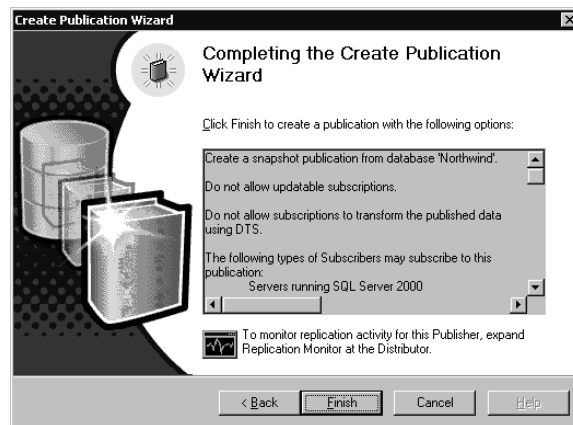 Create Publication Wizard
Completing the Create Publication
Wizard
Click Finish to create a publication with the following options:
Create a snapshot publication from database 'Northwind'.
Do not allow updatable subscriptions.
Do not allow subscriptions to transform the published data
using DTS.
The following types of Subscribers may subscribe to this
publication:
Servers running SQL Server 2000
To monitor replication activity for this Publisher, expand
Replication Monitor at the Distributor.
< Back
Finish
Cancel
Help